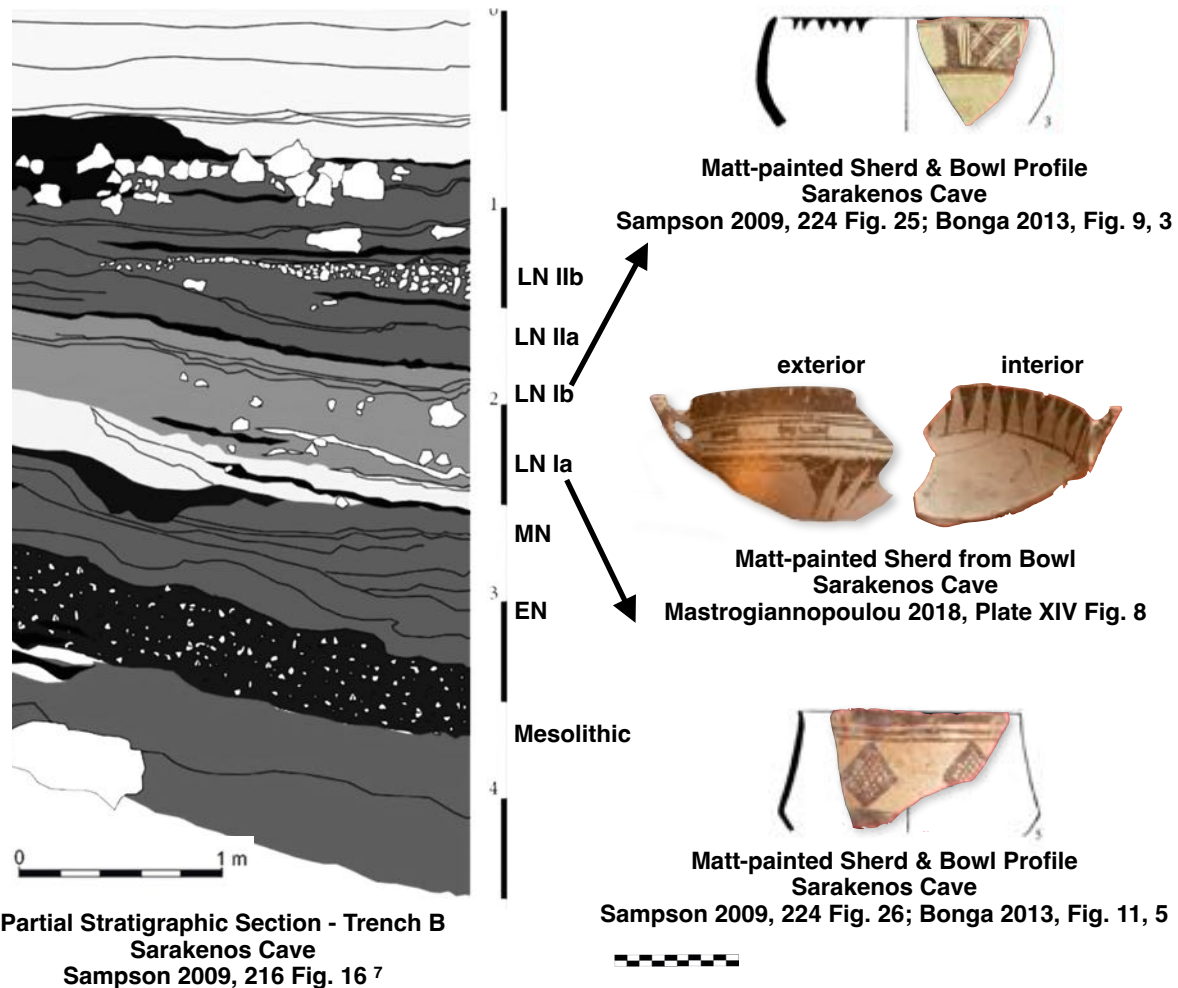 0
1
2
3
4
LN IIb
LN IIa
LN Ib
LN Ia
MN
EN
Mesolithic
0 1 m
Partial Stratigraphic Section - Trench B
Sarakenos Cave
Sampson 2009, 216 Fig. 16 7
3
Matt-painted Sherd & Bowl Profile
Sarakenos Cave
Sampson 2009, 224 Fig. 25; Bonga 2013, Fig. 9, 3
exterior interior
Matt-painted Sherd from Bowl
Sarakenos Cave
Mastrogiannopoulou 2018, Plate XIV Fig. 8
5
Matt-painted Sherd & Bowl Profile
Sarakenos Cave
Sampson 2009, 224 Fig. 26; Bonga 2013, Fig. 11, 5